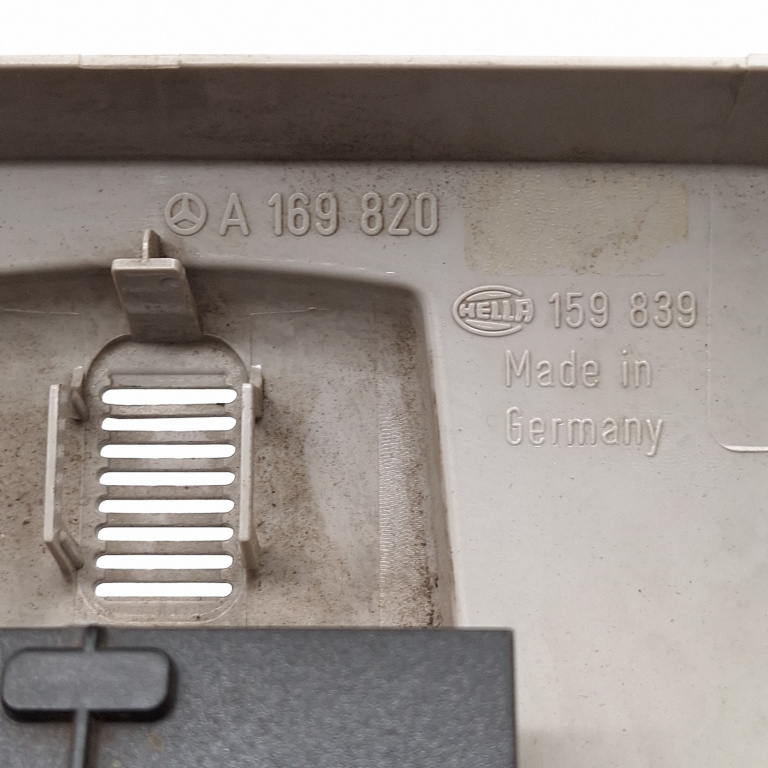 A 169 820
HELLA 159 839
Made in
Germany